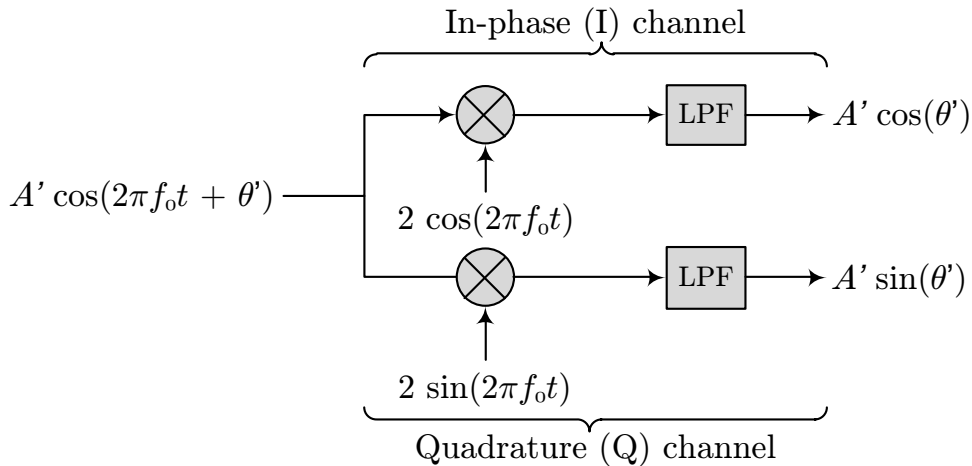 In-phase (I) channel
LPF
A' cos(θ')
A' cos(2πf₀t + θ')
2 cos(2πf₀t)
LPF
A' sin(θ')
2 sin(2πf₀t)
Quadrature (Q) channel